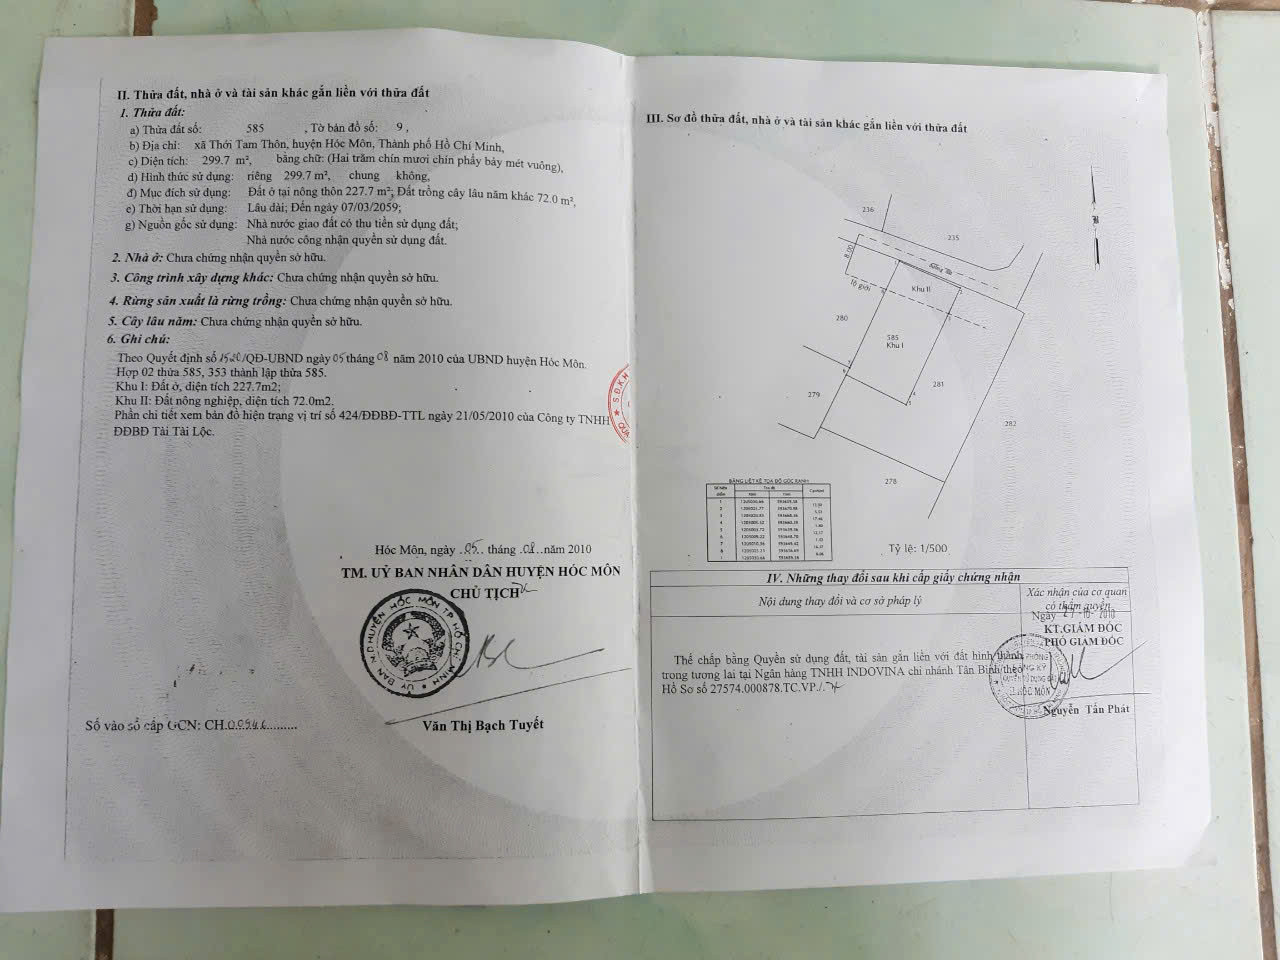 II. Thửa đất, nhà ở và tài sản khác gắn liền với thửa đất
1. Thửa đất:
a) Thửa đất số: 585 , Tờ bản đồ số: 9 ,
b) Địa chỉ: xã Thới Tam Thôn, huyện Hóc Môn, Thành phố Hồ Chí Minh,
c) Diện tích: 299.7 m², bằng chữ: (Hai trăm chín mươi chín phẩy bảy mét vuông),
d) Hình thức sử dụng: riêng 299.7 m², chung không,
đ) Mục đích sử dụng: Đất ở tại nông thôn 227.7 m²; Đất trồng cây lâu năm khác 72.0 m²,
e) Thời hạn sử dụng: Lâu dài; Đến ngày 07/03/2059;
g) Nguồn gốc sử dụng: Nhà nước giao đất có thu tiền sử dụng đất;
Nhà nước công nhận quyền sử dụng đất.
2. Nhà ở: Chưa chứng nhận quyền sở hữu.
3. Công trình xây dựng khác: Chưa chứng nhận quyền sở hữu.
4. Rừng sản xuất là rừng trồng: Chưa chứng nhận quyền sở hữu.
5. Cây lâu năm: Chưa chứng nhận quyền sở hữu.
6. Ghi chú:
Theo Quyết định số /QĐ-UBND ngày 05 tháng 08 năm 2010 của UBND huyện Hóc Môn.
Hợp 02 thửa 585, 353 thành lập thửa 585.
Khu I: Đất ở, diện tích 227.7m2;
Khu II: Đất nông nghiệp, diện tích 72.0m2.
Phần chi tiết xem bản đồ hiện trạng vị trí số 424/ĐĐBĐ-TTL ngày 21/05/2010 của Công ty TNHH
ĐĐBĐ Tài Tài Lộc.
Hóc Môn, ngày 05 tháng 08 năm 2010
TM. UỶ BAN NHÂN DÂN HUYỆN HÓC MÔN
CHỦ TỊCH
Văn Thị Bạch Tuyết
Số vào sổ cấp GCN: CH
III. Sơ đồ thửa đất, nhà ở và tài sản khác gắn liền với thửa đất
236
235
8.00
Lộ giới
Khu II
280
585
Khu I
281
279
282
278
BẢNG LIỆT KÊ TỌA ĐỘ GÓC RANH
Tỷ lệ: 1/500
IV. Những thay đổi sau khi cấp giấy chứng nhận
Nội dung thay đổi và cơ sở pháp lý
Xác nhận của cơ quan
có thẩm quyền
Ngày 27-10-2010
KT.GIÁM ĐỐC
PHÓ GIÁM ĐỐC
Thế chấp bằng Quyền sử dụng đất, tài sản gắn liền với đất hình thành
trong tương lai tại Ngân hàng TNHH INDOVINA chi nhánh Tân Bình theo
Hồ Sơ số 27574.000878.TC.VP./.
Nguyễn Tấn Phát